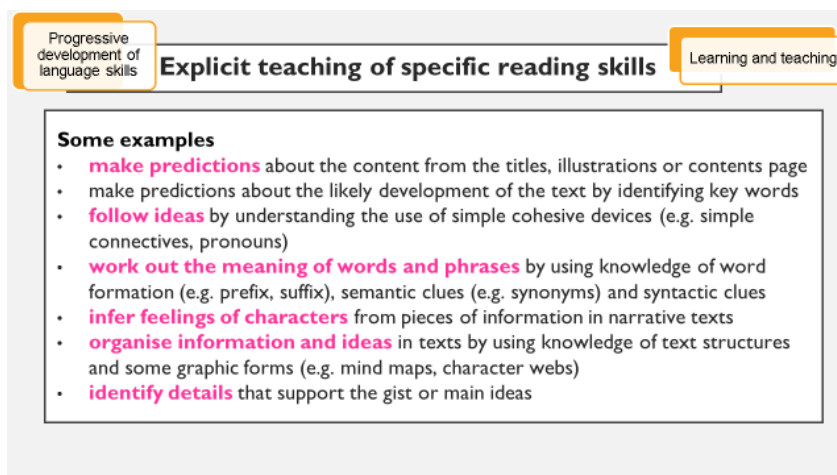 Progressive
development of
language skills
Explicit teaching of specific reading skills
Learning and teaching
Some examples
• make predictions about the content from the titles, illustrations or contents page
• make predictions about the likely development of the text by identifying key words
• follow ideas by understanding the use of simple cohesive devices (e.g. simple
connectives, pronouns)
• work out the meaning of words and phrases by using knowledge of word
formation (e.g. prefix, suffix), semantic clues (e.g. synonyms) and syntactic clues
• infer feelings of characters from pieces of information in narrative texts
• organise information and ideas in texts by using knowledge of text structures
and some graphic forms (e.g. mind maps, character webs)
• identify details that support the gist or main ideas